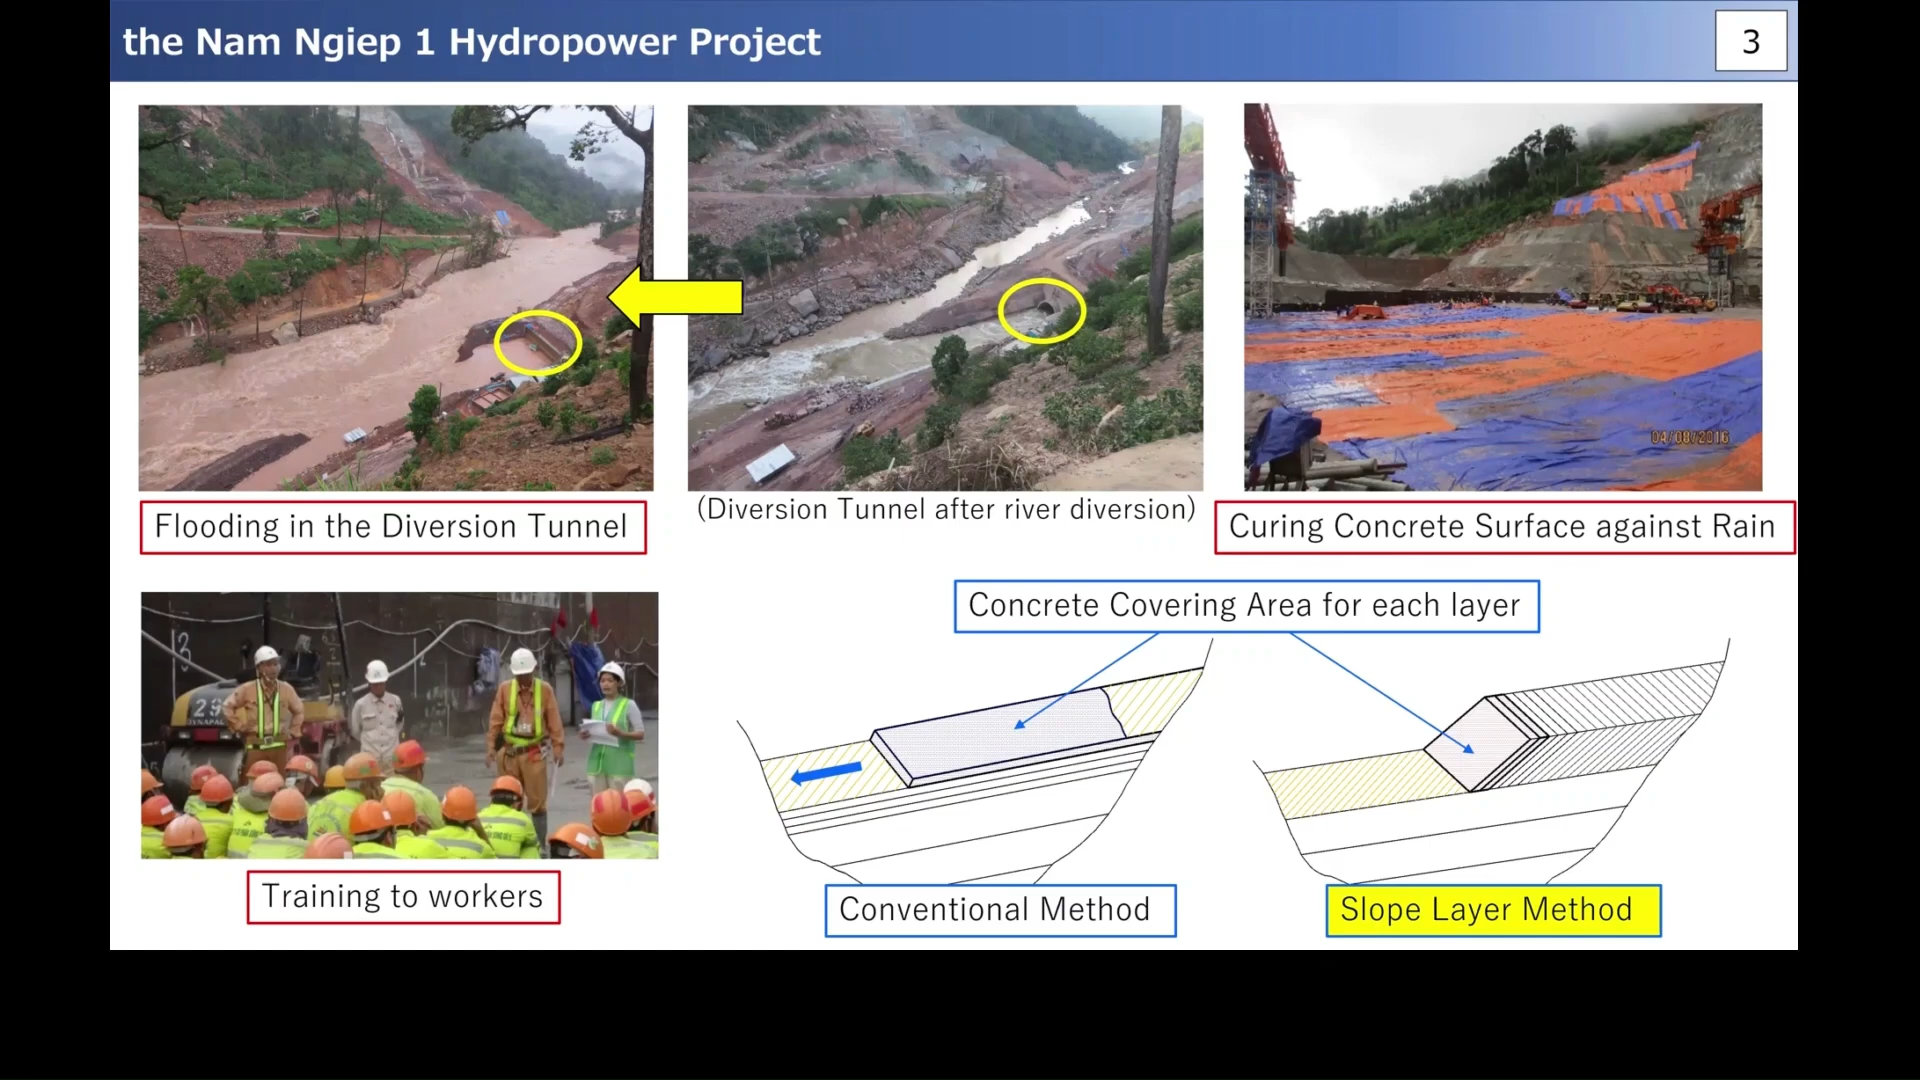 the Nam Ngiep 1 Hydropower Project
3
04/08/2016
Flooding in the Diversion Tunnel
(Diversion Tunnel after river diversion)
Curing Concrete Surface against Rain
29
DYNAPAC
Training to workers
Concrete Covering Area for each layer
Conventional Method
Slope Layer Method